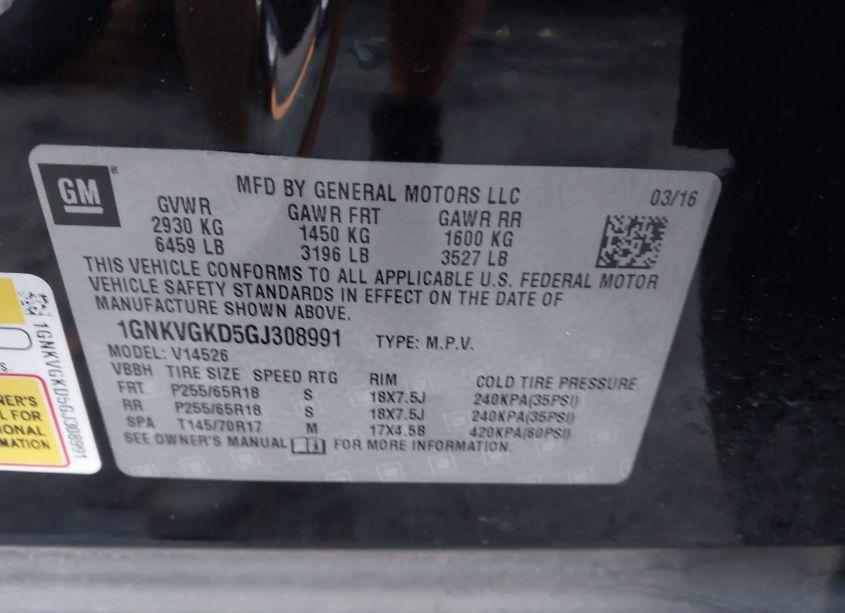 GM
MFD BY GENERAL MOTORS LLC
03/16
GVWR GAWR FRT GAWR RR
2930 KG 1450 KG 1600 KG
6459 LB 3196 LB 3527 LB
THIS VEHICLE CONFORMS TO ALL APPLICABLE U.S. FEDERAL MOTOR
VEHICLE SAFETY STANDARDS IN EFFECT ON THE DATE OF
MANUFACTURE SHOWN ABOVE.
1GNKVGKD5GJ308991 TYPE: M.P.V.
MODEL: V14526
VBBH TIRE SIZE SPEED RTG RIM COLD TIRE PRESSURE
FRT P255/65R18 S 18X7.5J 240KPA(35PSI)
RR P255/65R18 S 18X7.5J 240KPA(35PSI)
SPA T145/70R17 M 17X4.5B 420KPA(60PSI)
SEE OWNER'S MANUAL FOR MORE INFORMATION.
1GNKVGKD5GJ308991
S.
NER'S
FOR
IONAL
MATION